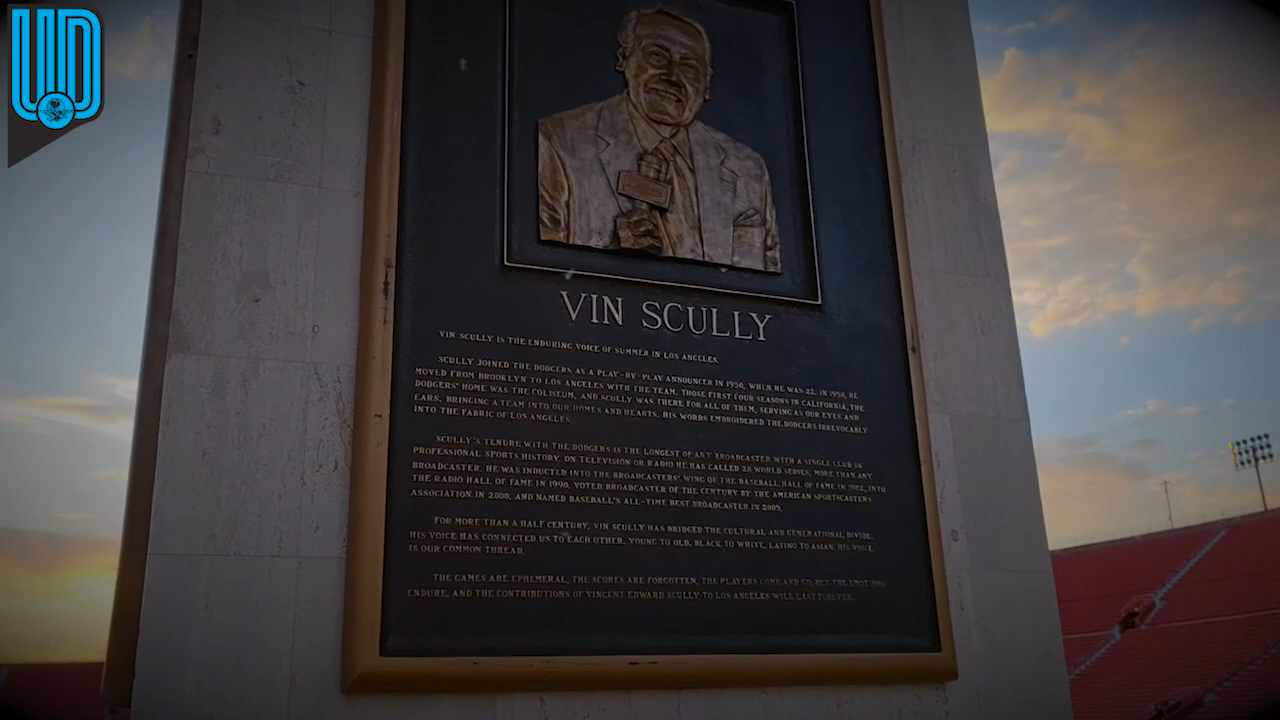 UD
VIN SCULLY
VIN SCULLY IS THE ENDURING VOICE OF SUMMER IN LOS ANGELES.
SCULLY JOINED THE DODGERS AS A PLAY-BY-PLAY ANNOUNCER IN 1950, WHEN HE WAS 22. IN 1958, HE
MOVED FROM BROOKLYN TO LOS ANGELES WITH THE TEAM. THOSE FIRST FOUR SEASONS IN CALIFORNIA, THE
DODGERS' HOME WAS THE COLISEUM, AND SCULLY WAS THERE FOR ALL OF THEM, SERVING AS OUR EYES AND
EARS, BRINGING A TEAM INTO OUR HOMES AND HEARTS. HIS WORDS EMBROIDERED THE DODGERS IRREVOCABLY
INTO THE FABRIC OF LOS ANGELES.
SCULLY'S TENURE WITH THE DODGERS IS THE LONGEST OF ANY BROADCASTER WITH A SINGLE CLUB IN
PROFESSIONAL SPORTS HISTORY. ON TELEVISION OR RADIO HE HAS CALLED 28 WORLD SERIES, MORE THAN ANY
BROADCASTER. HE WAS INDUCTED INTO THE BROADCASTERS' WING OF THE BASEBALL HALL OF FAME IN 1982, INTO
THE RADIO HALL OF FAME IN 1990, VOTED BROADCASTER OF THE CENTURY BY THE AMERICAN SPORTSCASTERS
ASSOCIATION IN 2000, AND NAMED BASEBALL'S ALL-TIME BEST BROADCASTER IN 2005.
FOR MORE THAN A HALF CENTURY, VIN SCULLY HAS BRIDGED THE CULTURAL AND GENERATIONAL DIVIDE.
HIS VOICE HAS CONNECTED US TO EACH OTHER, YOUNG TO OLD, BLACK TO WHITE, LATINO TO ASIAN. HIS VOICE
IS OUR COMMON THREAD.
THE GAMES ARE EPHEMERAL, THE SCORES ARE FORGOTTEN, THE PLAYERS COME AND GO, BUT THE EMOTIONS
ENDURE, AND THE CONTRIBUTIONS OF VINCENT EDWARD SCULLY TO LOS ANGELES WILL LAST FOREVER.